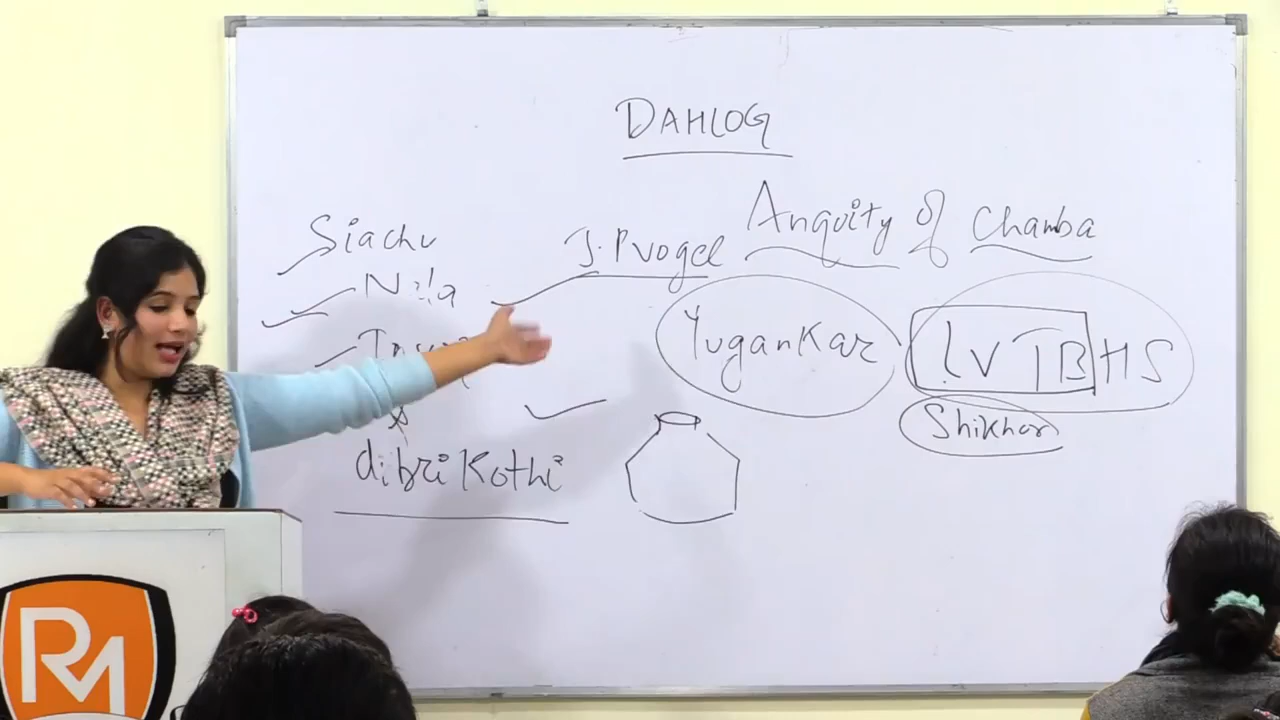 DAHLOG
Anquity of Chamba
J. P vogel
Siachu
Yugankar
LVTBHS
Shikhar
dibri Kothi
RM